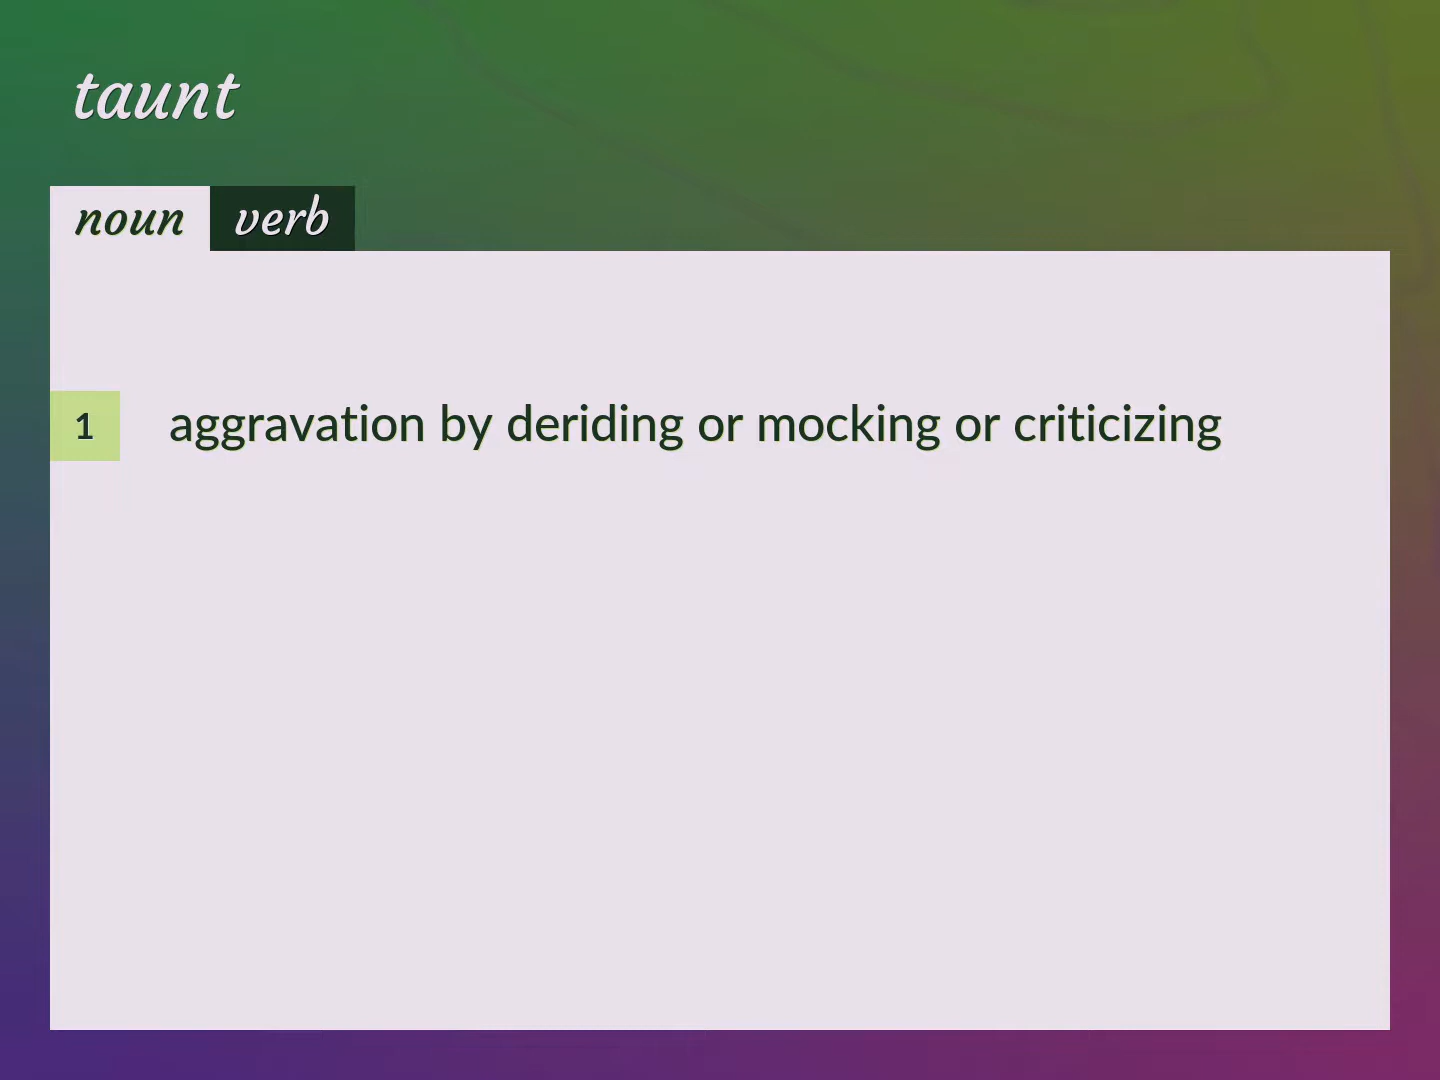 taunt
noun verb
1 aggravation by deriding or mocking or criticizing